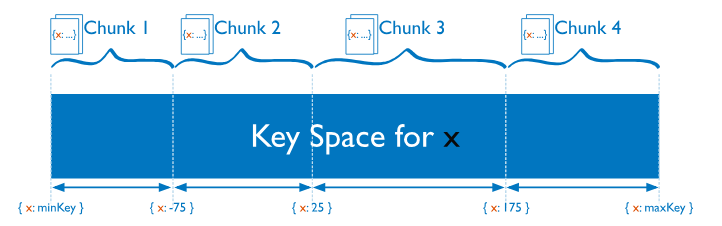 {x: ...} Chunk 1
{x: ...} Chunk 2
{x: ...} Chunk 3
{x: ...} Chunk 4
Key Space for x
{ x: minKey }
{ x: -75 }
{ x: 25 }
{ x: 175 }
{ x: maxKey }